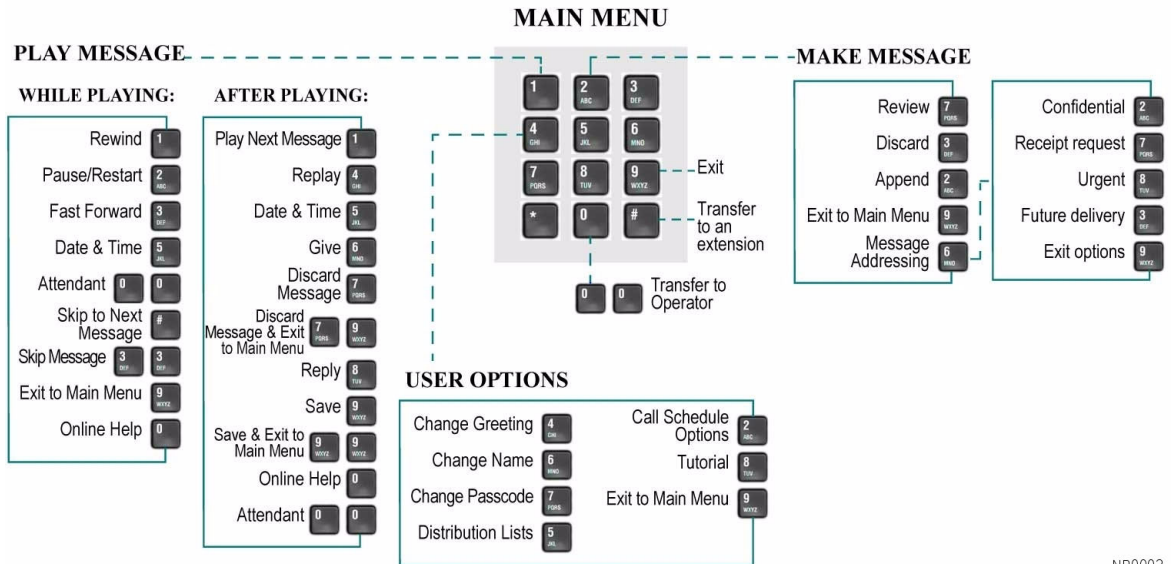 MAIN MENU
PLAY MESSAGE
MAKE MESSAGE
WHILE PLAYING:
Rewind 1
Pause/Restart 2 ABC
Fast Forward 3 DEF
Date & Time 5 JKL
Attendant 0 0
Skip to Next
Message #
Skip Message 3 DEF 3 DEF
Exit to Main Menu 9 WXYZ
Online Help 0
AFTER PLAYING:
Play Next Message 1
Replay 4 GHI
Date & Time 5 JKL
Give 6 MNO
Discard
Message 7 PQRS
Discard
Message & Exit
to Main Menu 7 PQRS 9 WXYZ
Reply 8 TUV
Save 9 WXYZ
Save & Exit to
Main Menu 9 WXYZ 9 WXYZ
Online Help 0
Attendant 0 0
1 2 ABC 3 DEF
4 GHI 5 JKL 6 MNO
7 PQRS 8 TUV 9 WXYZ
* 0 #
Exit
Transfer
to an
extension
0 0 Transfer to
Operator
Review 7 PQRS
Discard 3 DEF
Append 2 ABC
Exit to Main Menu 9 WXYZ
Message
Addressing 6 MNO
Confidential 2 ABC
Receipt request 7 PQRS
Urgent 8 TUV
Future delivery 3 DEF
Exit options 9 WXYZ
USER OPTIONS
Change Greeting 4 GHI
Change Name 6 MNO
Change Passcode 7 PQRS
Distribution Lists 5 JKL
Call Schedule
Options 2 ABC
Tutorial 8 TUV
Exit to Main Menu 9 WXYZ